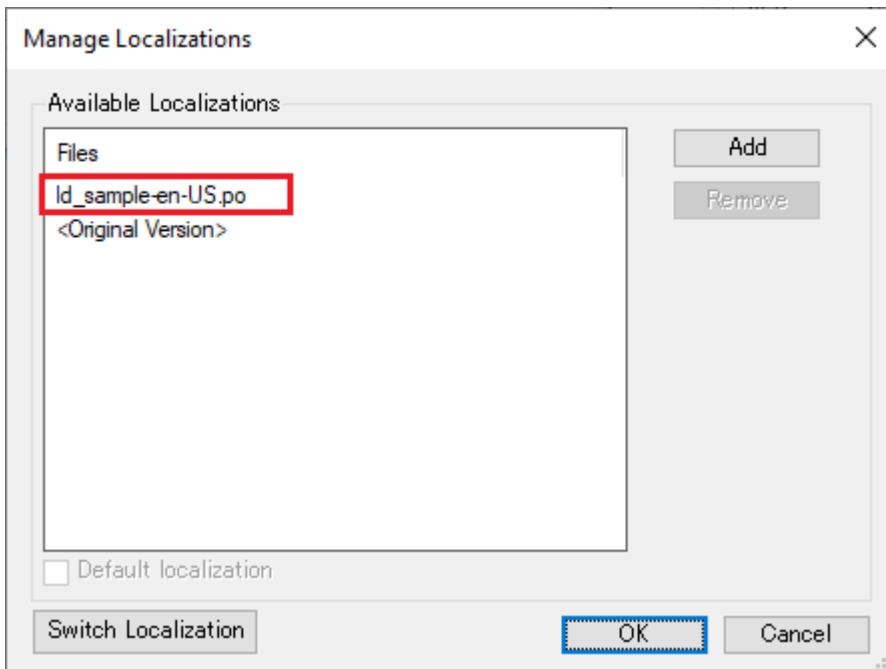 Manage Localizations
Available Localizations
Files
Add
ld_sample-en-US.po
Remove
<Original Version>
Default localization
Switch Localization
OK
Cancel